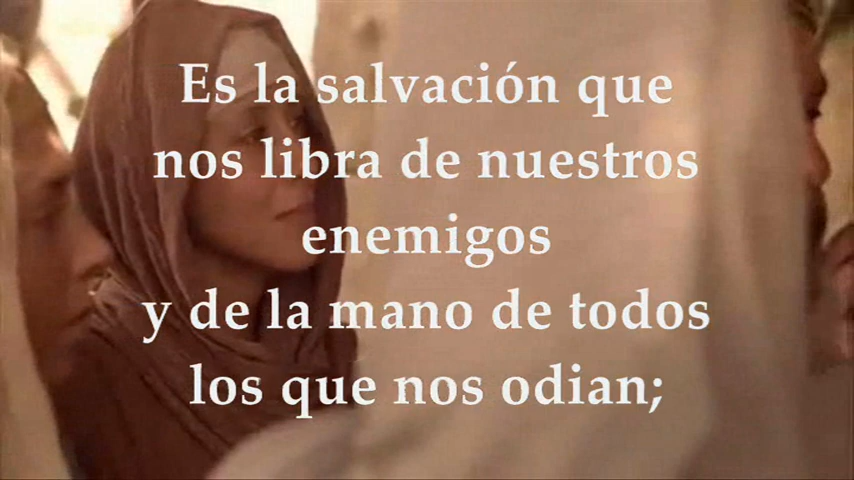 Es la salvación que
nos libra de nuestros
enemigos
y de la mano de todos
los que nos odian;